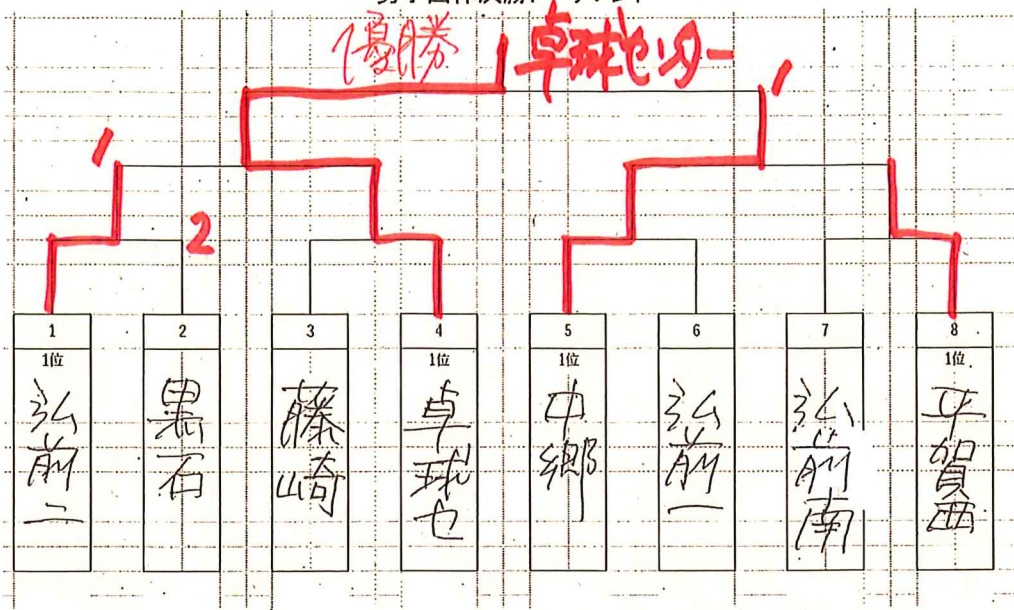 優勝 卓球センター
1
1
2
1 2 3 4 5 6 7 8
1位 1位 1位 1位
弘前二
黒石
藤崎
卓球セ
中郷
弘前一
弘前南
平賀西